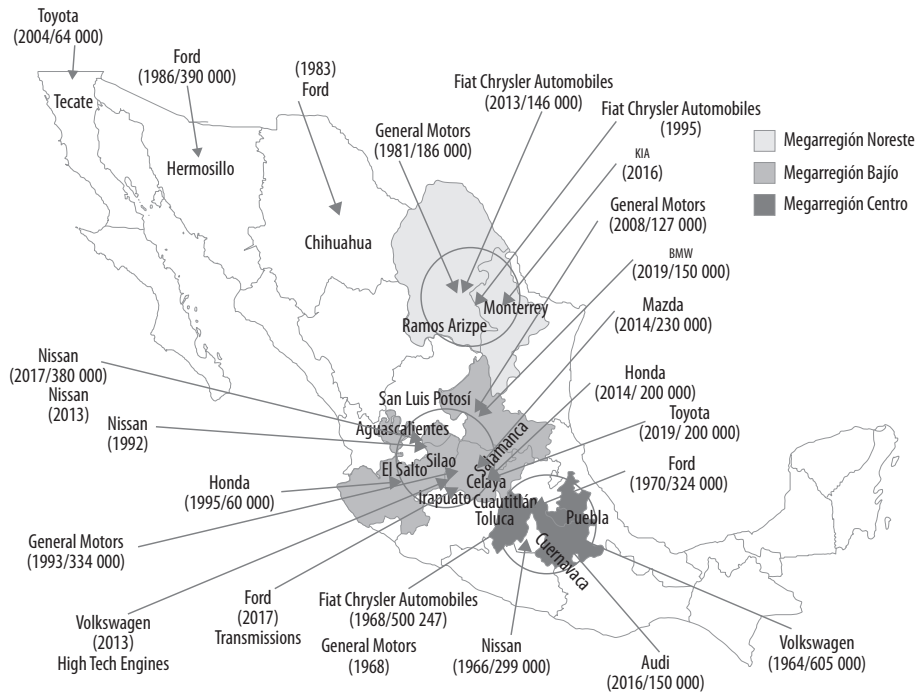 Toyota
(2004/64 000)
Tecate
Ford
(1986/390 000)
Hermosillo
(1983)
Ford
Chihuahua
General Motors
(1981/186 000)
Fiat Chrysler Automobiles
(2013/146 000)
Fiat Chrysler Automobiles
(1995)
KIA
(2016)
General Motors
(2008/127 000)
BMW
(2019/150 000)
Mazda
(2014/230 000)
Honda
(2014/ 200 000)
Toyota
(2019/ 200 000)
Ford
(1970/324 000)
Megarregión Noreste
Megarregión Bajío
Megarregión Centro
Monterrey
Ramos Arizpe
Nissan
(2017/380 000)
Nissan
(2013)
Nissan
(1992)
San Luis Potosí
Aguascalientes
Salamanca
Silao
El Salto
Celaya
Irapuato
Cuautitlán
Toluca
Puebla
Cuernavaca
Honda
(1995/60 000)
General Motors
(1993/334 000)
Volkswagen
(2013)
High Tech Engines
Ford
(2017)
Transmissions
Fiat Chrysler Automobiles
(1968/500 247)
General Motors
(1968)
Nissan
(1966/299 000)
Audi
(2016/150 000)
Volkswagen
(1964/605 000)